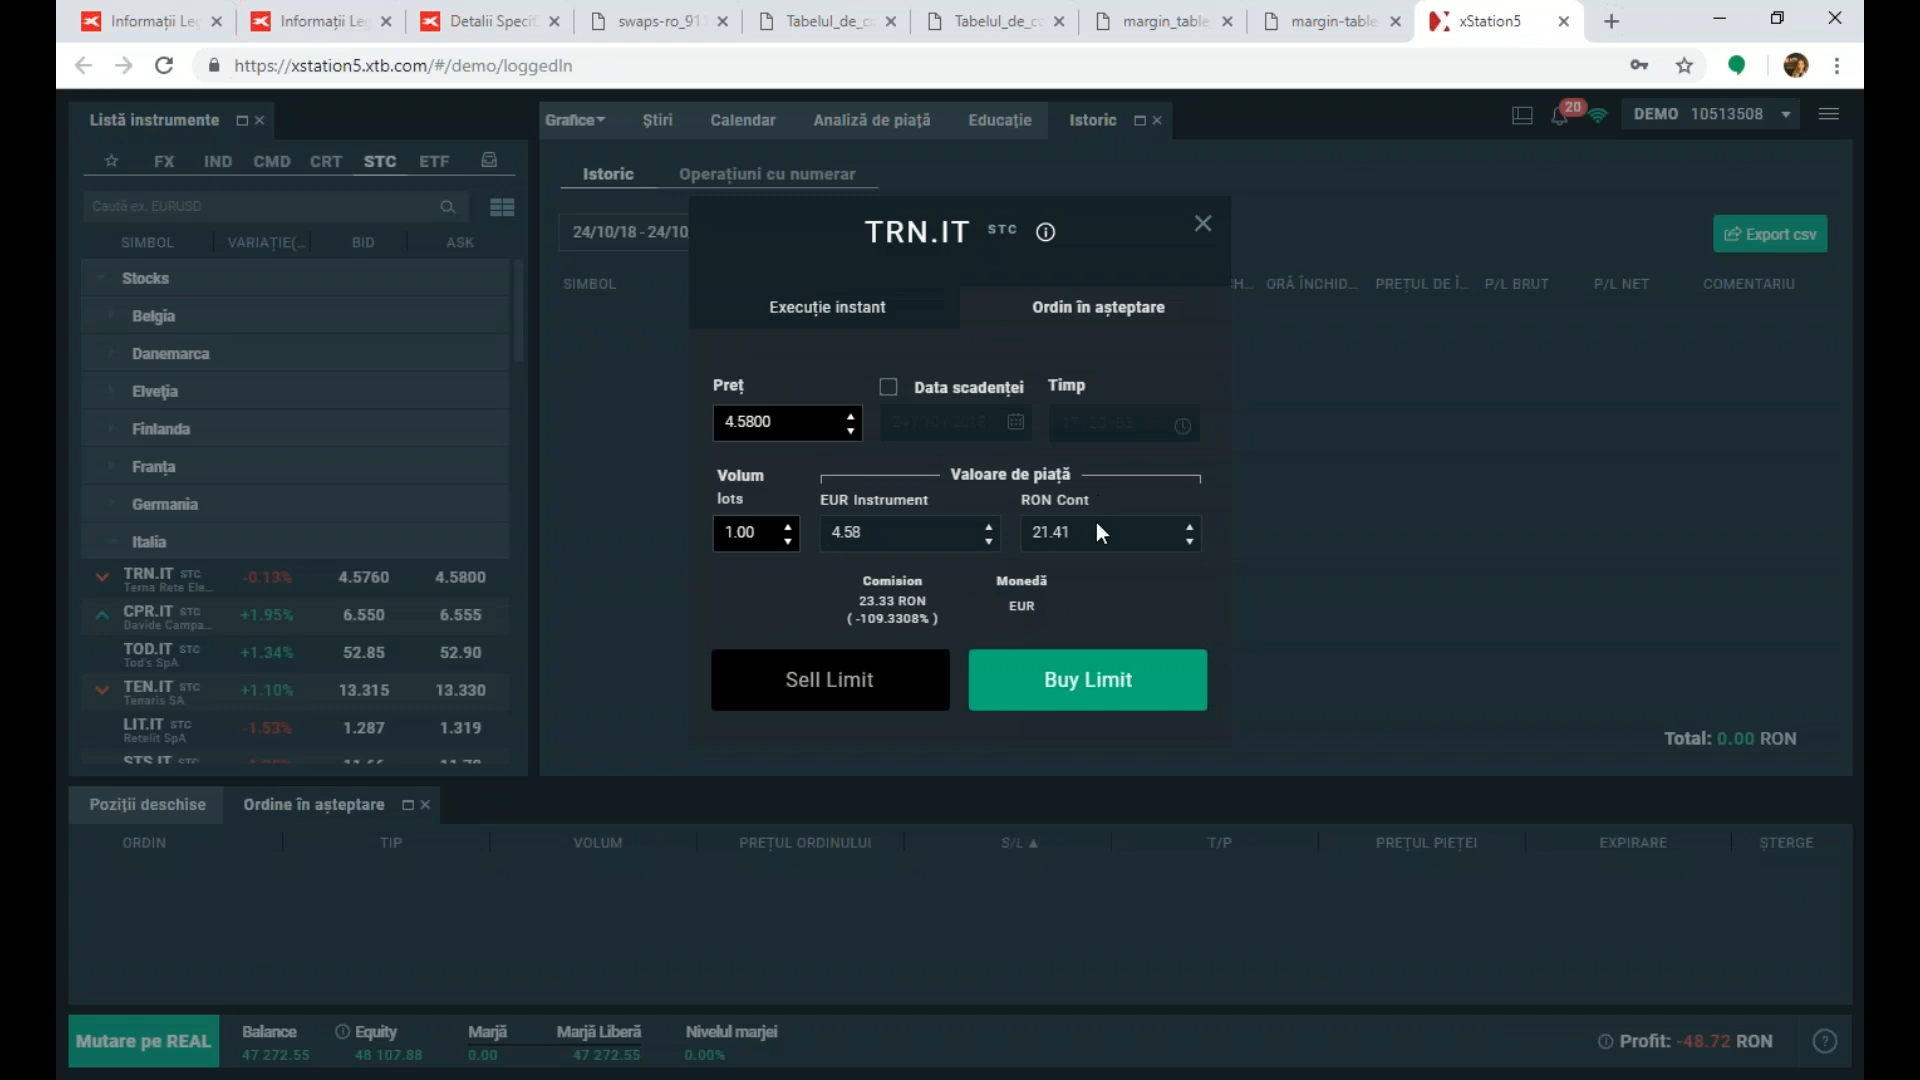 Informații Le
Informații Le
Detalii Specif
swaps-ro_911
Tabelul_de_co
Tabelul_de_co
margin_table
margin-table
xStation5
https://xstation5.xtb.com/#/demo/loggedIn
Listă instrumente
Grafice
Știri
Calendar
Analiză de piață
Educație
Istoric
20
DEMO 10513508
FX IND CMD CRT STC ETF
Istoric
Operațiuni cu numerar
Caută ex. EURUSD
TRN.IT STC
24/10/18 - 24/10
Export csv
SIMBOL VARIAȚIE(... BID ASK
SIMBOL
ORĂ ÎNCHID... PREȚUL DE Î... P/L BRUT P/L NET COMENTARIU
Stocks
Execuție instant
Ordin în așteptare
Belgia
Danemarca
Elveția
Finlanda
Franța
Germania
Italia
Preț
Data scadenței
Timp
4.5800
Volum
Valoare de piață
lots
EUR Instrument
RON Cont
1.00
4.58
21.41
Comision
Monedă
23.33 RON
EUR
( -109.3308% )
Sell Limit
Buy Limit
TRN.IT STC -0.13% 4.5760 4.5800
Terna Rete Ele...
CPR.IT STC +1.95% 6.550 6.555
Davide Campa...
TOD.IT STC +1.34% 52.85 52.90
Tod's SpA
TEN.IT STC +1.10% 13.315 13.330
Tenaris SA
LIT.IT STC -1.53% 1.287 1.319
Retelit SpA
STS.IT STC
Total: 0.00 RON
Poziții deschise
Ordine în așteptare
ORDIN TIP VOLUM PREȚUL ORDINULUI S/L ▲ T/P PREȚUL PIEȚEI EXPIRARE ȘTERGE
Mutare pe REAL
Balance Equity Marjă Marjă Liberă Nivelul marjei
47 272.55 48 107.88 0.00 47 272.55 0.00%
Profit: -48.72 RON